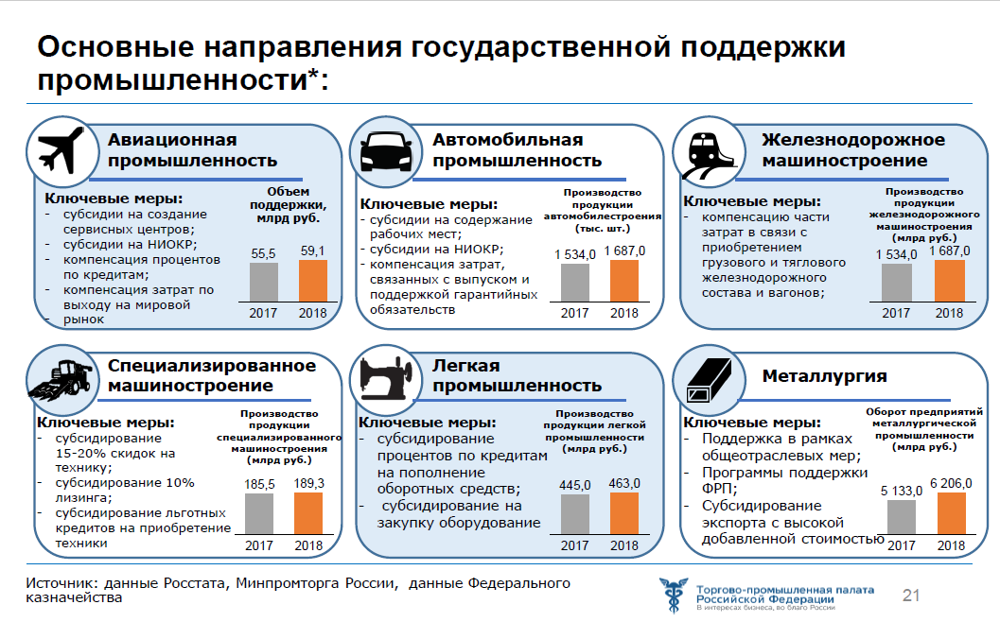 Основные направления государственной поддержки
промышленности*:
Авиационная
промышленность
Ключевые меры:
- субсидии на создание
сервисных центров;
- субсидии на НИОКР;
- компенсация процентов
по кредитам;
- компенсация затрат по
выходу на мировой
- рынок
Объем
поддержки,
млрд руб.
55,5
59,1
2017
2018
Автомобильная
промышленность
Ключевые меры:
- субсидии на содержание
рабочих мест;
- субсидии на НИОКР;
- компенсация затрат,
связанных с выпуском и
поддержкой гарантийных
обязательств
Производство
продукции
автомобилестроения
(тыс. шт.)
1 534,0
1 687,0
2017
2018
Железнодорожное
машиностроение
Ключевые меры:
- компенсацию части
затрат в связи с
приобретением
грузового и тяглового
железнодорожного
состава и вагонов;
Производство
продукции
железнодорожного
машиностроения
(млрд руб.)
1 534,0
1 687,0
2017
2018
Специализированное
машиностроение
Ключевые меры:
- субсидирование
15-20% скидок на
технику;
- субсидирование 10%
лизинга;
- субсидирование льготных
кредитов на приобретение
техники
Производство
продукции
специализированного
машиностроения
(млрд руб.)
185,5
189,3
2017
2018
Легкая
промышленность
Ключевые меры:
- субсидирование
процентов по кредитам
на пополнение
оборотных средств;
- субсидирование на
закупку оборудование
Производство
продукции легкой
промышленности
(млрд руб.)
445,0
463,0
2017
2018
Металлургия
Ключевые меры:
- Поддержка в рамках
общеотраслевых мер;
- Программы поддержки
ФРП;
- Субсидирование
экспорта с высокой
добавленной стоимостью
Оборот предприятий
металлургической
промышленности
(млрд руб.)
5 133,0
6 206,0
2017
2018
Источник: данные Росстата, Минпромторга России, данные Федерального
казначейства
Торгово-промышленная палата
Российской Федерации
В интересах бизнеса, во благо России
21